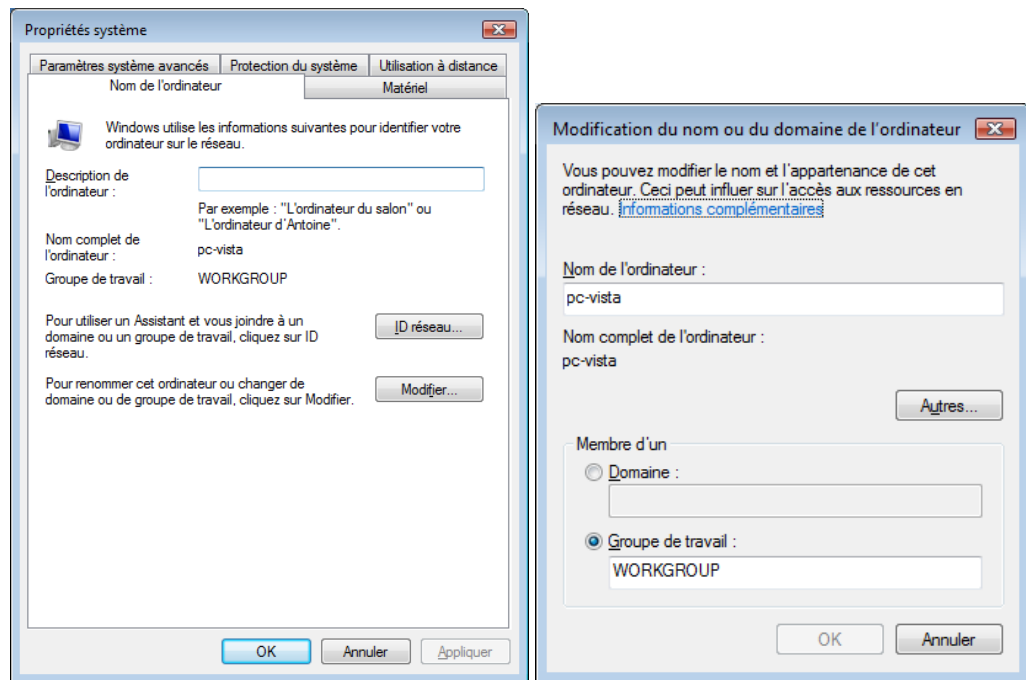 Propriétés système
Paramètres système avancés Protection du système Utilisation à distance
Nom de l'ordinateur Matériel
Windows utilise les informations suivantes pour identifier votre
ordinateur sur le réseau.
Description de
l'ordinateur :
Par exemple : "L'ordinateur du salon" ou
"L'ordinateur d'Antoine".
Nom complet de
l'ordinateur :
pc-vista
Groupe de travail : WORKGROUP
Pour utiliser un Assistant et vous joindre à un
domaine ou un groupe de travail, cliquez sur ID
réseau.
ID réseau...
Pour renommer cet ordinateur ou changer de
domaine ou de groupe de travail, cliquez sur Modifier.
Modifier...
OK Annuler Appliquer
Modification du nom ou du domaine de l'ordinateur
Vous pouvez modifier le nom et l'appartenance de cet
ordinateur. Ceci peut influer sur l'accès aux ressources en
réseau. Informations complémentaires
Nom de l'ordinateur :
pc-vista
Nom complet de l'ordinateur :
pc-vista
Autres...
Membre d'un
Domaine :
Groupe de travail :
WORKGROUP
OK Annuler